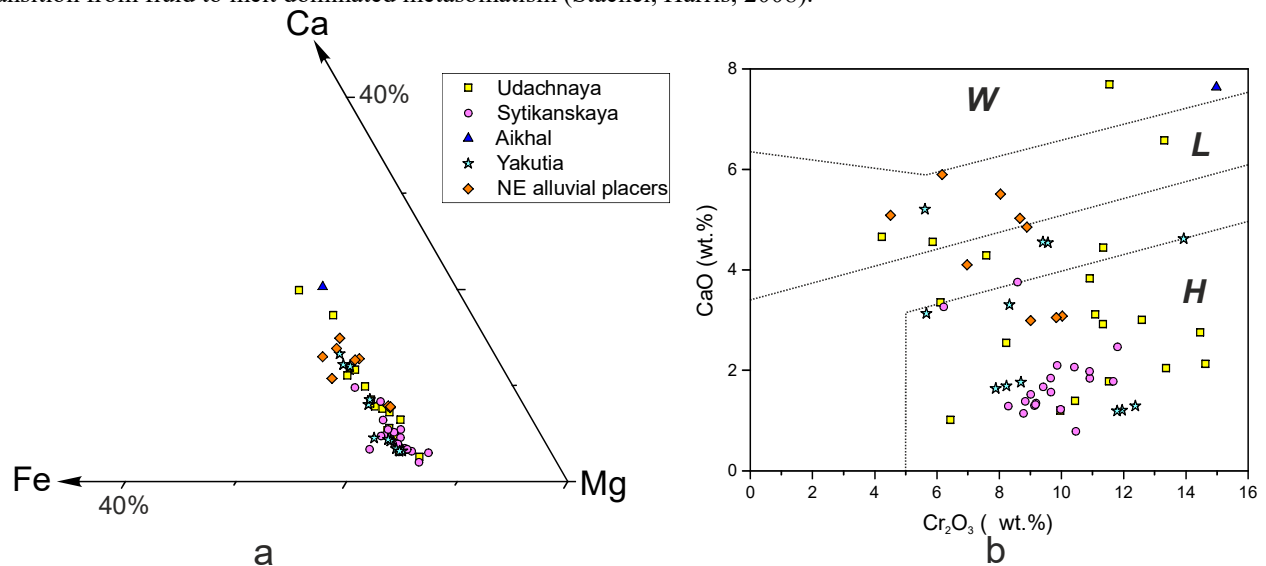 transition from fluid to melt dominated metasomatism (Stachel, Harris, 2008).
Ca
40%
Udachnaya
Sytikanskaya
Aikhal
Yakutia
NE alluvial placers
Fe
Mg
40%
a
8
6
4
2
0
CaO (wt.%)
W
L
H
0 2 4 6 8 10 12 14 16
Cr2O3 ( wt.%)
b